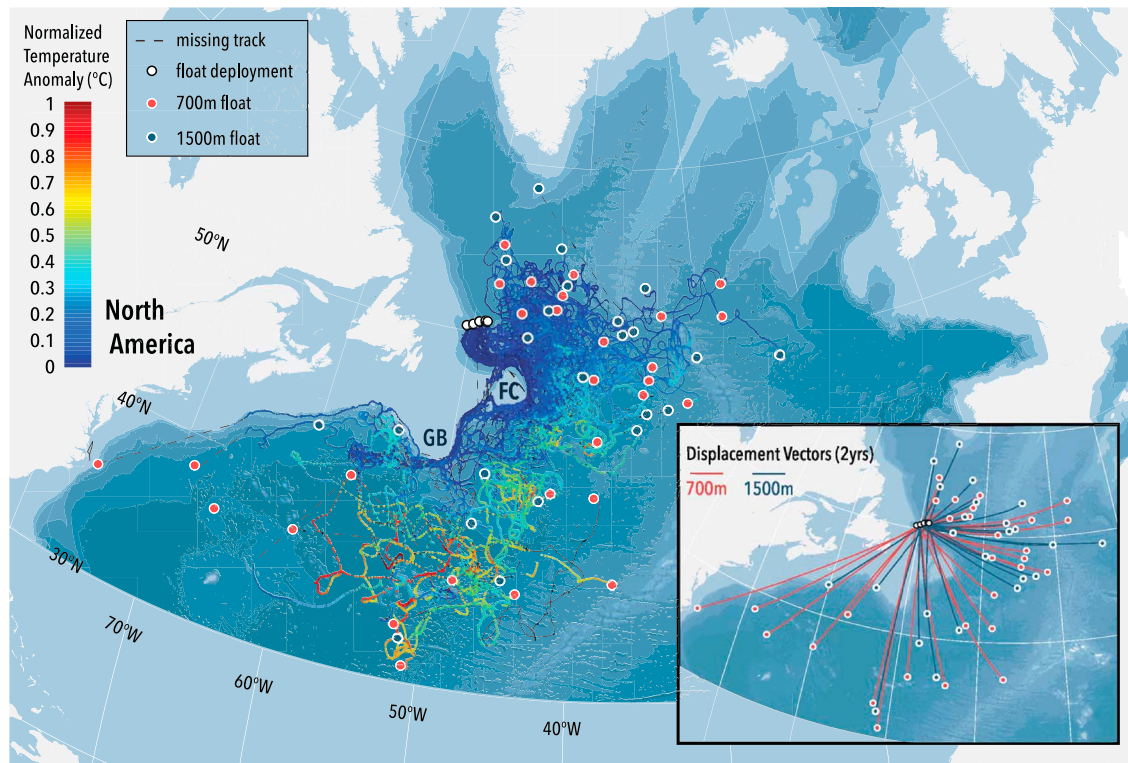 Normalized
Temperature
Anomaly (°C)
1
0.9
0.8
0.7
0.6
0.5
0.4
0.3
0.2
0.1
0
missing track
float deployment
700m float
1500m float
50°N
North
America
40°N
FC
GB
30°N
70°W
60°W
50°W
40°W
Displacement Vectors (2yrs)
700m 1500m